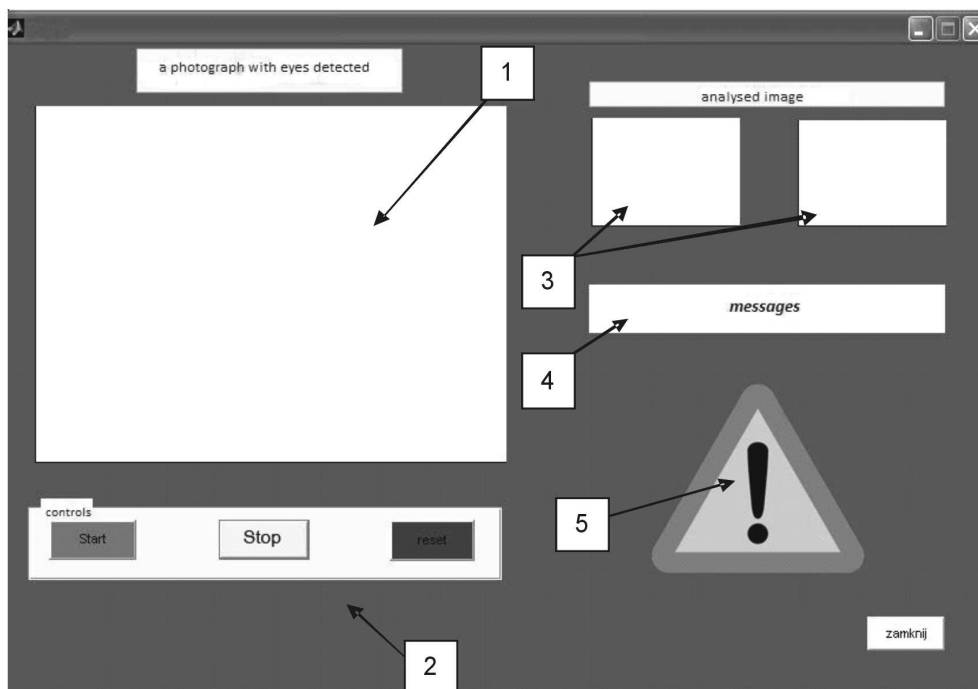 a photograph with eyes detected
1
analysed image
3
messages
4
controls
Start
Stop
reset
5
!
zamknij
2